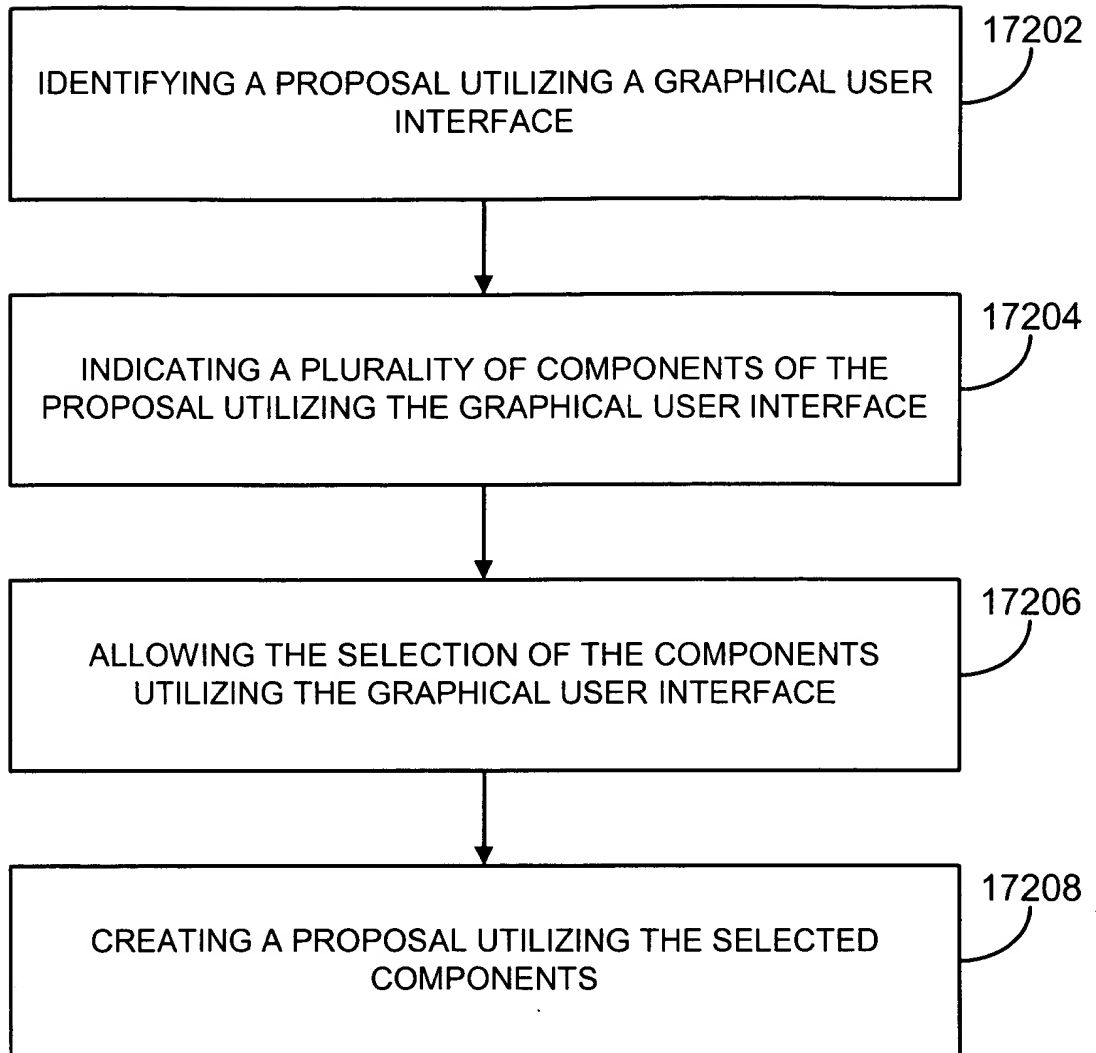 17202
IDENTIFYING A PROPOSAL UTILIZING A GRAPHICAL USER
INTERFACE
17204
INDICATING A PLURALITY OF COMPONENTS OF THE
PROPOSAL UTILIZING THE GRAPHICAL USER INTERFACE
17206
ALLOWING THE SELECTION OF THE COMPONENTS
UTILIZING THE GRAPHICAL USER INTERFACE
17208
CREATING A PROPOSAL UTILIZING THE SELECTED
COMPONENTS